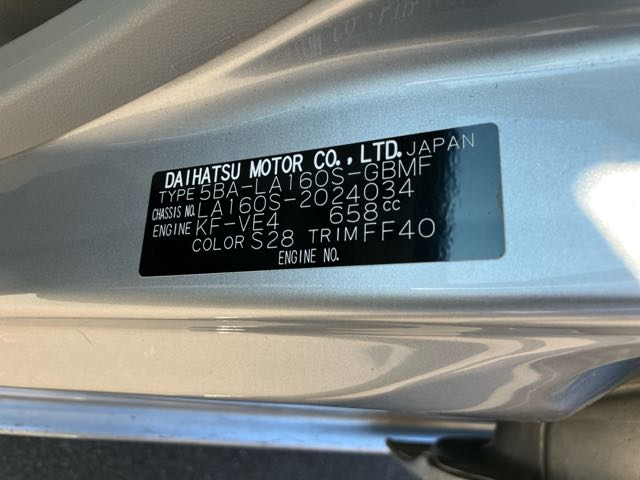 DAIHATSU MOTOR CO., LTD. JAPAN
TYPE 5BA-LA160S-GBMF
CHASSIS NO. LA160S-2024034
ENGINE KF-VE4 658cc
COLOR S28 TRIM FF40
ENGINE NO.